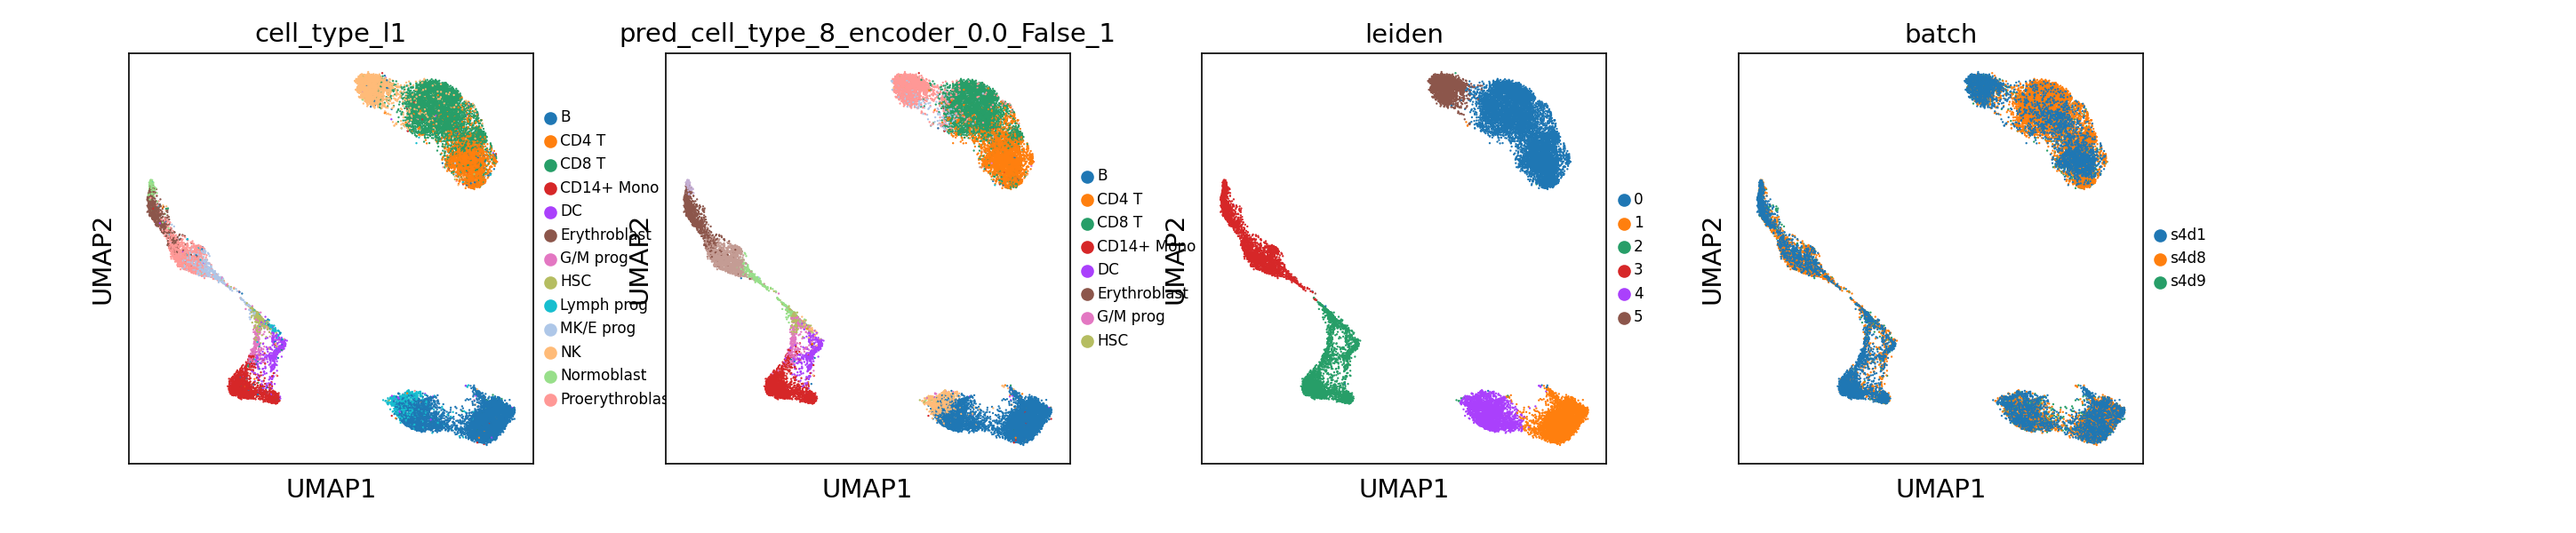 cell_type_l1
UMAP2
UMAP1
B
CD4 T
CD8 T
CD14+ Mono
DC
Erythroblast
G/M prog
HSC
Lymph prog
MK/E prog
NK
Normoblast
Proerythroblas
pred_cell_type_8_encoder_0.0_False_1
UMAP2
UMAP1
B
CD4 T
CD8 T
CD14+ Mono
DC
Erythroblast
G/M prog
HSC
leiden
UMAP2
UMAP1
0
1
2
3
4
5
batch
UMAP2
UMAP1
s4d1
s4d8
s4d9